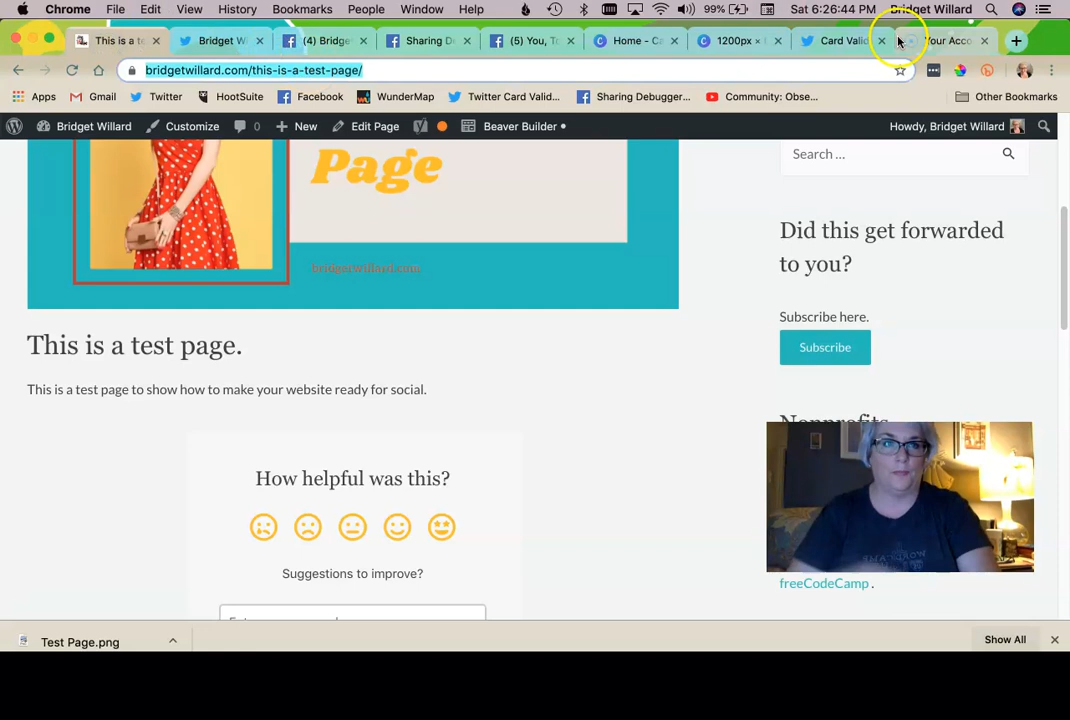 Chrome File Edit View History Bookmarks People Window Help 99% Sat 6:26:44 PM Bridget Willard
This is a te Bridget W (4) Bridge Sharing De (5) You, T Home - Ca 1200px × Card Valid Your Acco
bridgetwillard.com/this-is-a-test-page/
Apps Gmail Twitter HootSuite Facebook WunderMap Twitter Card Valid... Sharing Debugger... Community: Obse... Other Bookmarks
Bridget Willard Customize 0 New Edit Page Beaver Builder Howdy, Bridget Willard
Page
bridgetwillard.com
Search ...
Did this get forwarded
to you?
Subscribe here.
Subscribe
This is a test page.
This is a test page to show how to make your website ready for social.
Nonprofits
How helpful was this?
Suggestions to improve?
freeCodeCamp .
Test Page.png Show All